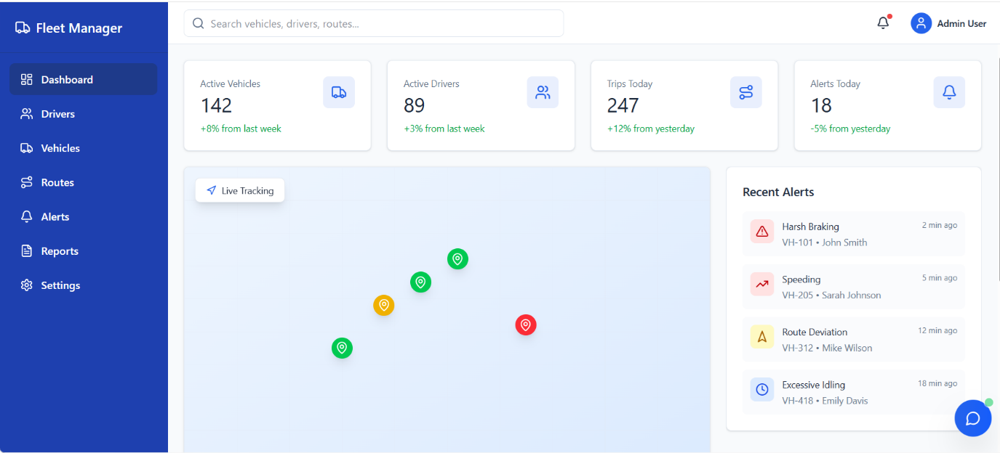 Fleet Manager
Search vehicles, drivers, routes...
Admin User
Dashboard
Drivers
Vehicles
Routes
Alerts
Reports
Settings
Active Vehicles
142
+8% from last week
Active Drivers
89
+3% from last week
Trips Today
247
+12% from yesterday
Alerts Today
18
-5% from yesterday
Live Tracking
Recent Alerts
Harsh Braking
2 min ago
VH-101 • John Smith
Speeding
5 min ago
VH-205 • Sarah Johnson
Route Deviation
12 min ago
VH-312 • Mike Wilson
Excessive Idling
18 min ago
VH-418 • Emily Davis